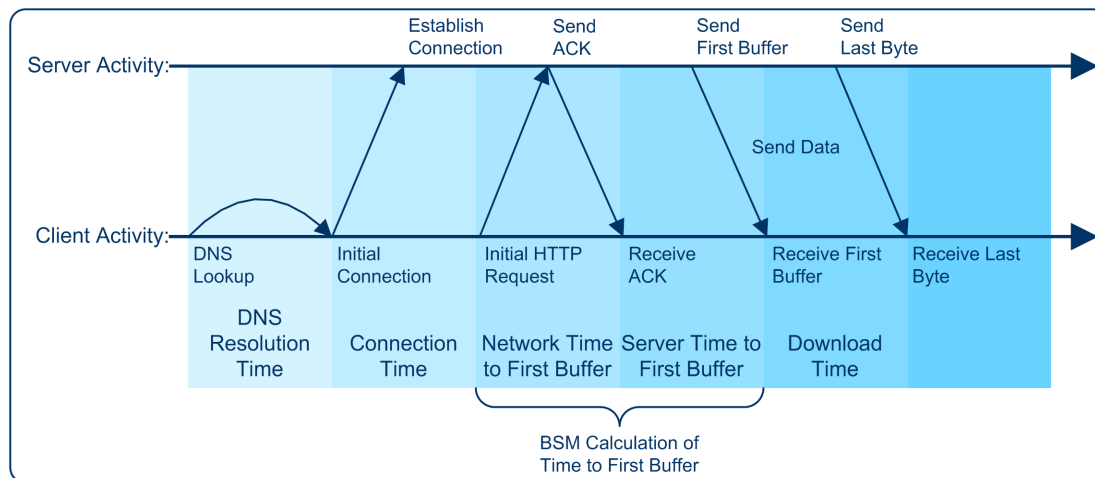 Establish
Connection
Send
ACK
Send
First Buffer
Send
Last Byte
Server Activity:
Send Data
Client Activity:
DNS
Lookup
Initial
Connection
Initial HTTP
Request
Receive
ACK
Receive First
Buffer
Receive Last
Byte
DNS
Resolution
Time
Connection
Time
Network Time
to First Buffer
Server Time to
First Buffer
Download
Time
BSM Calculation of
Time to First Buffer